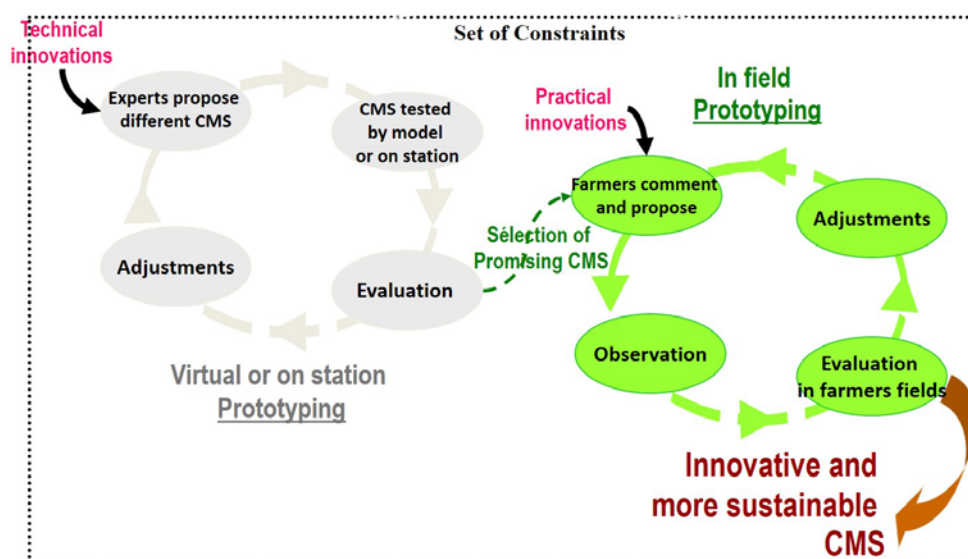 Set of Constraints
Technical
innovations
Experts propose
different CMS
CMS tested
by model
or on station
Adjustments
Evaluation
Virtual or on station
Prototyping
Sélection of
Promising CMS
Practical
innovations
In field
Prototyping
Farmers comment
and propose
Adjustments
Observation
Evaluation
in farmers fields
Innovative and
more sustainable
CMS